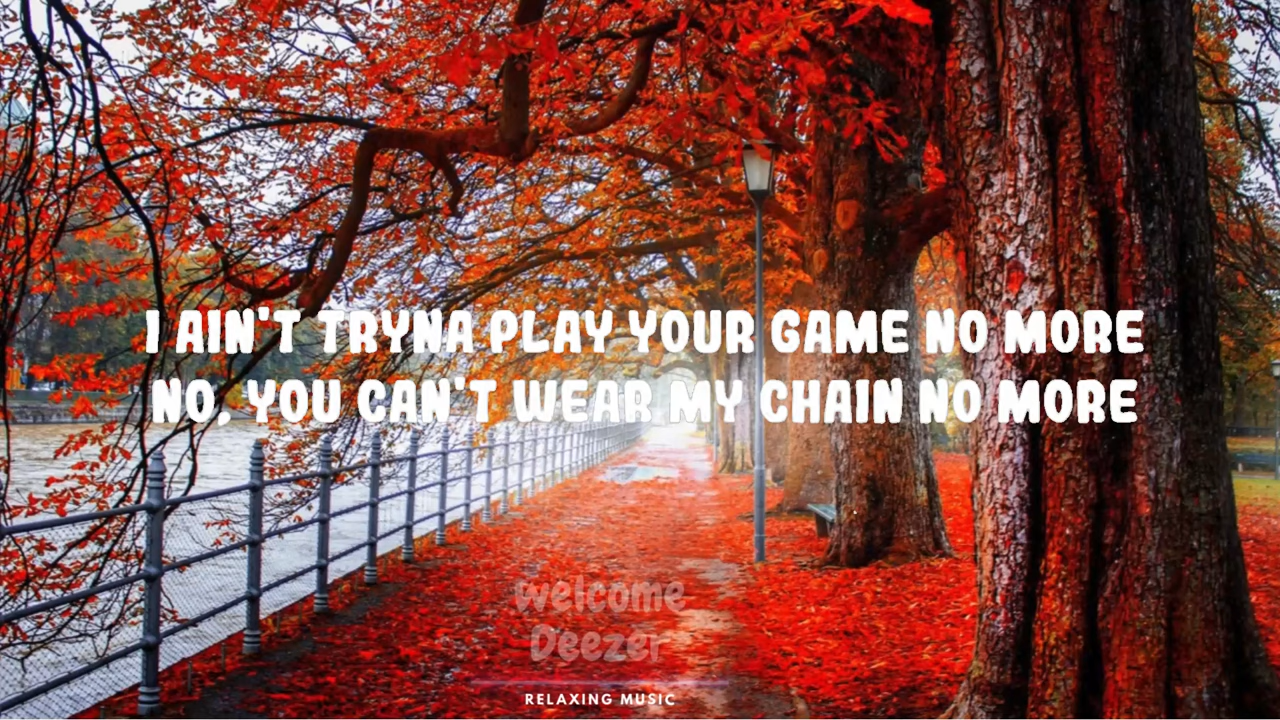 I AIN'T TRYNA PLAY YOUR GAME NO MORE
NO, YOU CAN'T WEAR MY CHAIN NO MORE
welcome
Deezer
RELAXING MUSIC